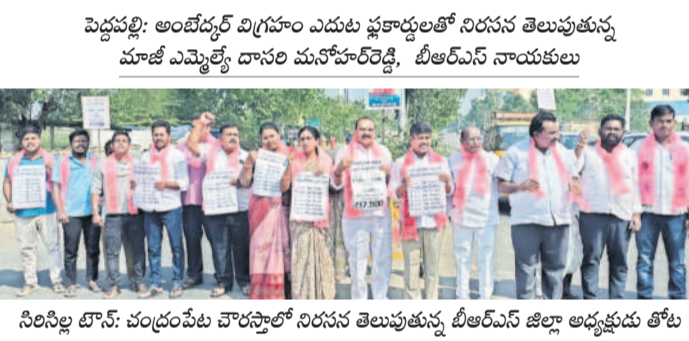 పెద్దపల్లి: అంబేద్కర్ విగ్రహం ఎదుట ఫ్లకార్డులతో నిరసన తెలుపుతున్న
మాజీ ఎమ్మెల్యే దాసరి మనోహర్‌రెడ్డి, బీఆర్ఎస్ నాయకులు
సిరిసిల్ల టౌన్: చంద్రంపేట చౌరస్తాలో నిరసన తెలుపుతున్న బీఆర్ఎస్ జిల్లా అధ్యక్షుడు తోట